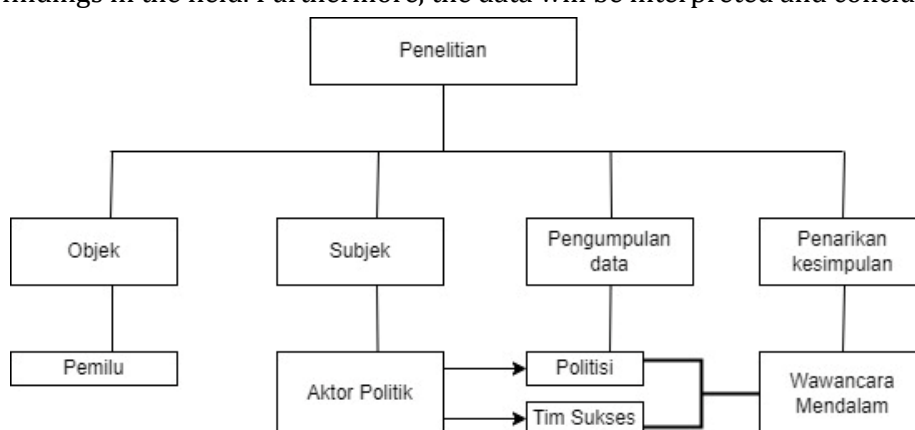 findings in the field. Furthermore, the data will be interpreted and
Penelitian
Objek
Subjek
Pengumpulan
data
Penarikan
kesimpulan
Pemilu
Aktor Politik
Politisi
Tim Sukses
Wawancara
Mendalam